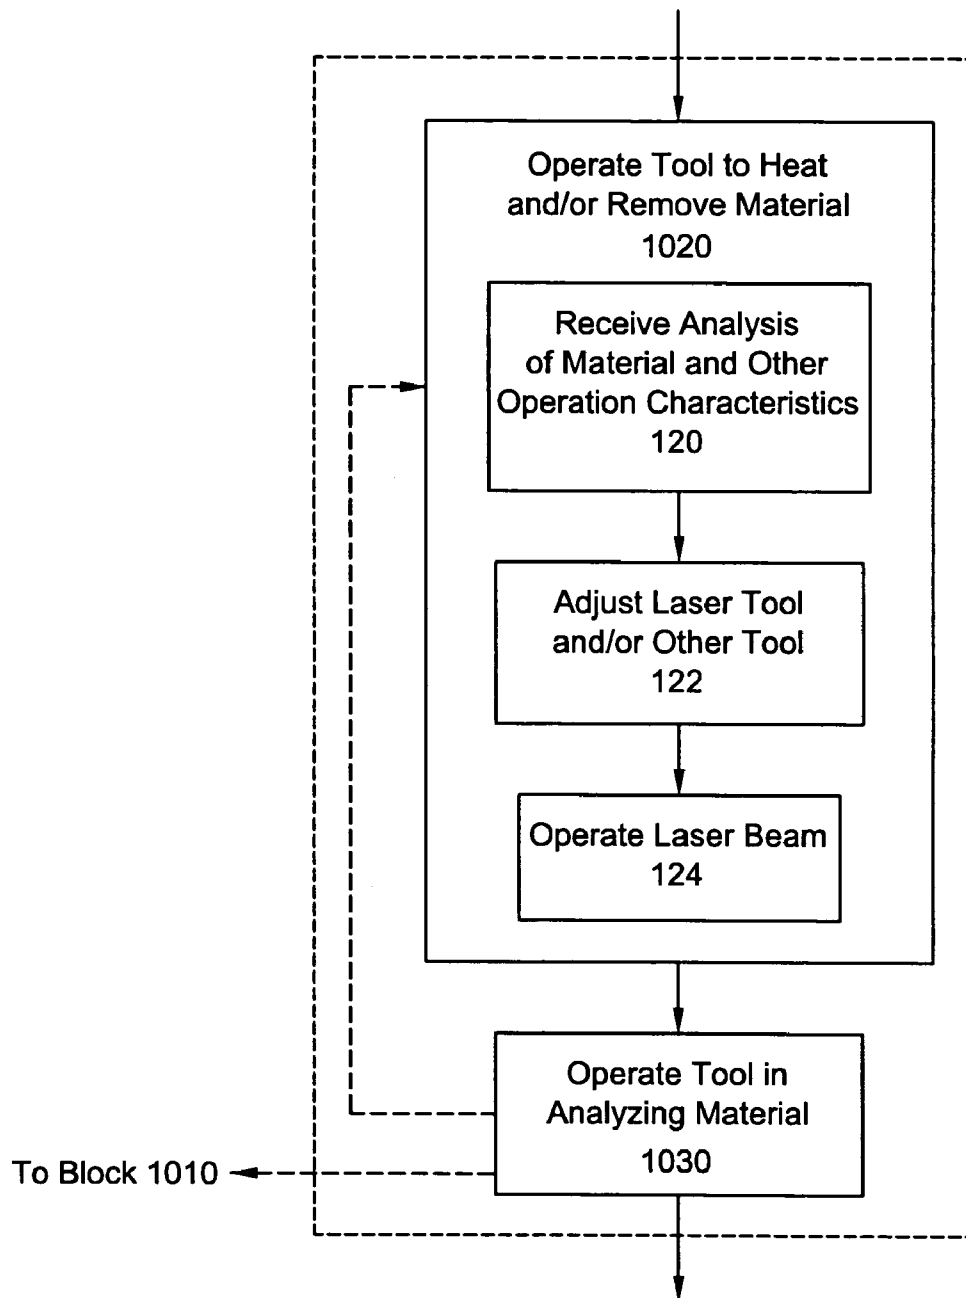 Operate Tool to Heat
and/or Remove Material
1020
Receive Analysis
of Material and Other
Operation Characteristics
120
Adjust Laser Tool
and/or Other Tool
122
Operate Laser Beam
124
Operate Tool in
Analyzing Material
1030
To Block 1010